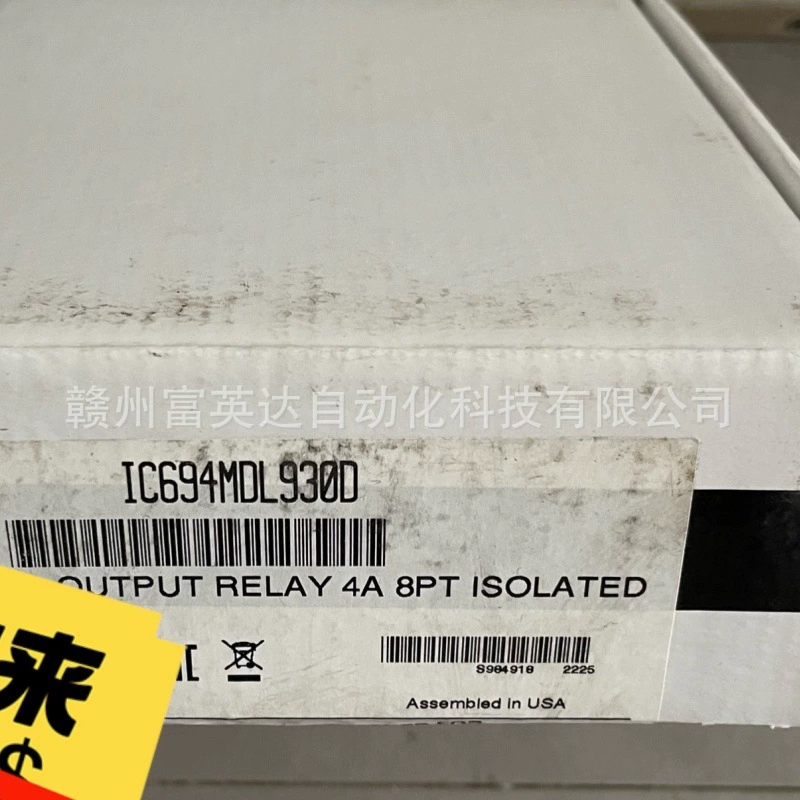 赣州富英达自动化科技有限公司
IC694MDL930D
OUTPUT RELAY 4A 8PT ISOLATED
S984918 2225
Assembled in USA
来